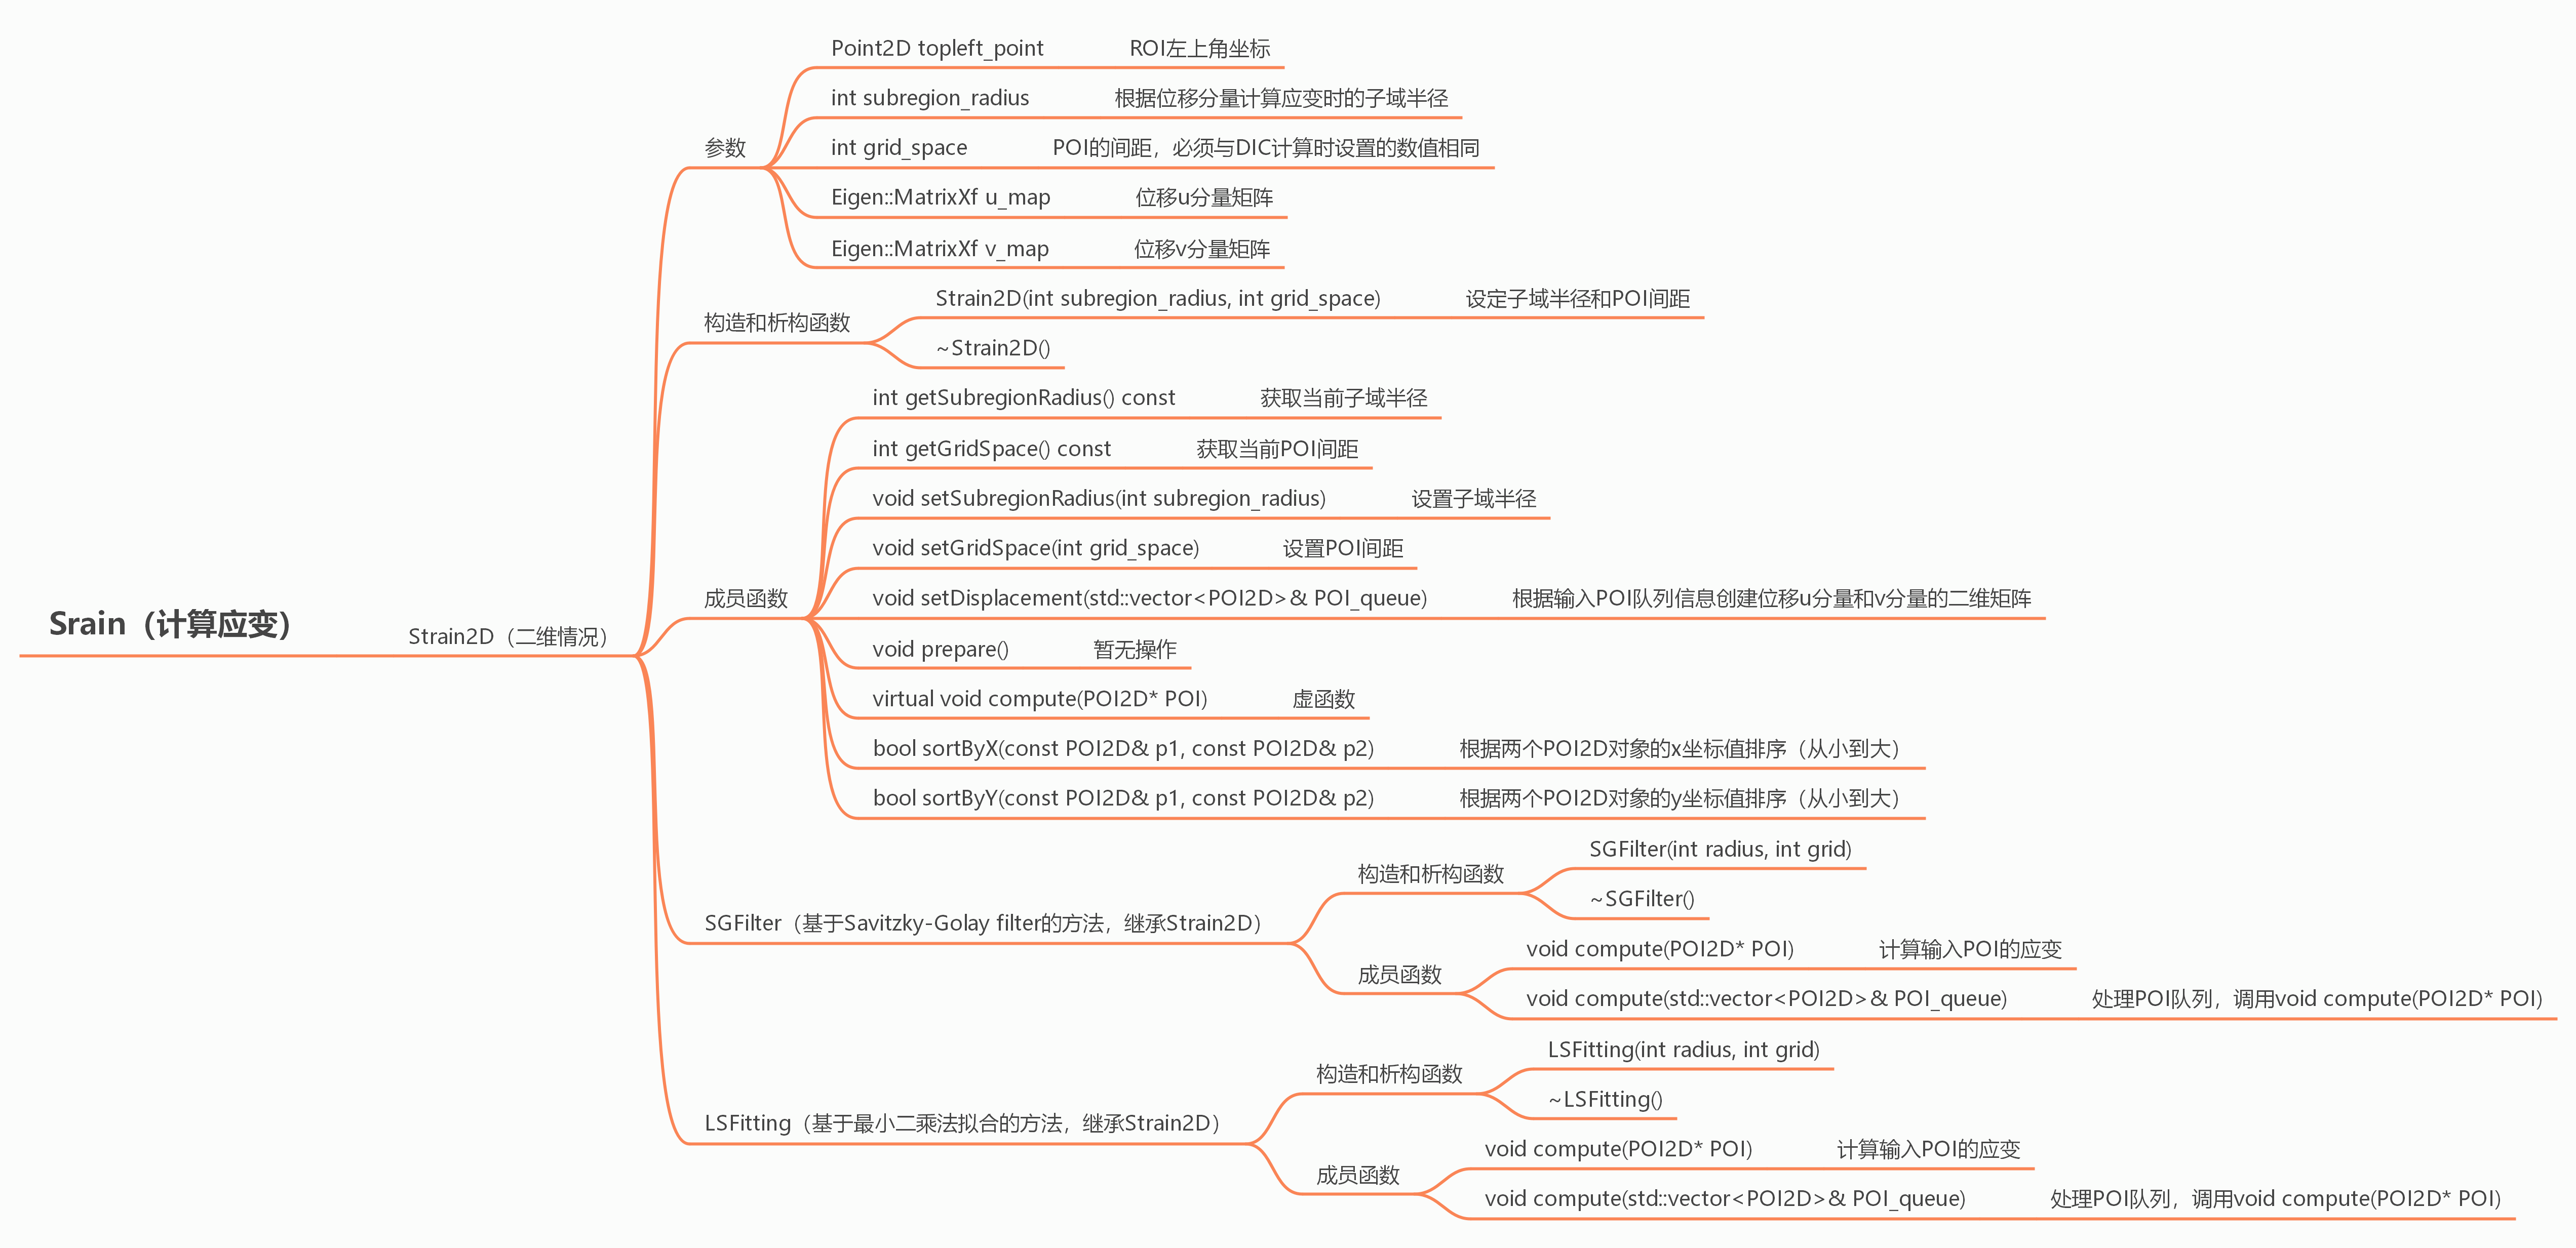 Srain（计算应变）
Strain2D（二维情况）
参数
Point2D topleft_point ROI左上角坐标
int subregion_radius 根据位移分量计算应变时的子域半径
int grid_space POI的间距，必须与DIC计算时设置的数值相同
Eigen::MatrixXf u_map 位移u分量矩阵
Eigen::MatrixXf v_map 位移v分量矩阵
构造和析构函数
Strain2D(int subregion_radius, int grid_space) 设定子域半径和POI间距
~Strain2D()
成员函数
int getSubregionRadius() const 获取当前子域半径
int getGridSpace() const 获取当前POI间距
void setSubregionRadius(int subregion_radius) 设置子域半径
void setGridSpace(int grid_space) 设置POI间距
void setDisplacement(std::vector<POI2D>& POI_queue) 根据输入POI队列信息创建位移u分量和v分量的二维矩阵
void prepare() 暂无操作
virtual void compute(POI2D* POI) 虚函数
bool sortByX(const POI2D& p1, const POI2D& p2) 根据两个POI2D对象的x坐标值排序（从小到大）
bool sortByY(const POI2D& p1, const POI2D& p2) 根据两个POI2D对象的y坐标值排序（从小到大）
SGFilter（基于Savitzky-Golay filter的方法，继承Strain2D）
构造和析构函数
SGFilter(int radius, int grid)
~SGFilter()
成员函数
void compute(POI2D* POI) 计算输入POI的应变
void compute(std::vector<POI2D>& POI_queue) 处理POI队列，调用void compute(POI2D* POI)
LSFitting（基于最小二乘法拟合的方法，继承Strain2D）
构造和析构函数
LSFitting(int radius, int grid)
~LSFitting()
成员函数
void compute(POI2D* POI) 计算输入POI的应变
void compute(std::vector<POI2D>& POI_queue) 处理POI队列，调用void compute(POI2D* POI)